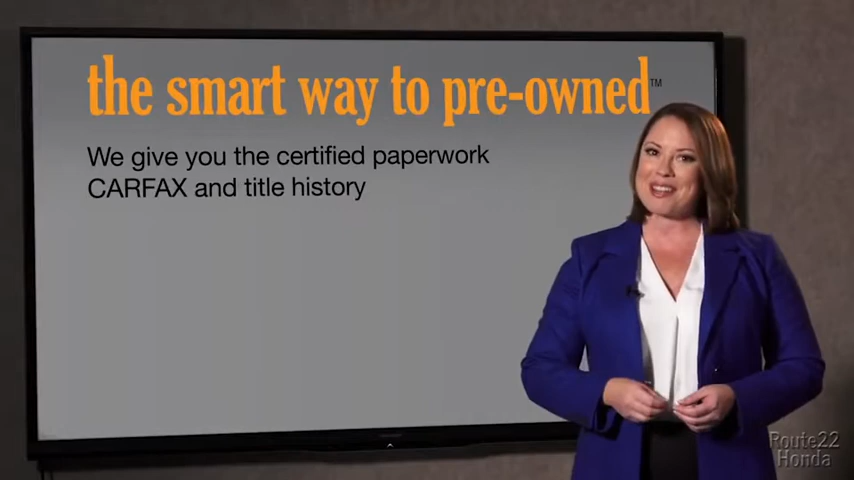 the smart way to pre-owned™
We give you the certified paperwork
CARFAX and title history
Route22
Honda